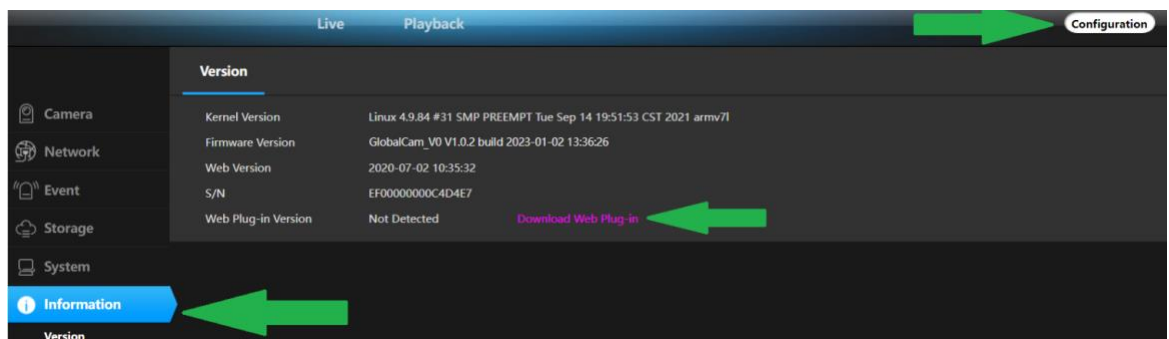 Live Playback Configuration
Version
Camera
Network
Event
Storage
System
Information
Version
Kernel Version Linux 4.9.84 #31 SMP PREEMPT Tue Sep 14 19:51:53 CST 2021 armv7l
Firmware Version GlobalCam_V0 V1.0.2 build 2023-01-02 13:36:26
Web Version 2020-07-02 10:35:32
S/N EF00000000C4D4E7
Web Plug-in Version Not Detected Download Web Plug-in